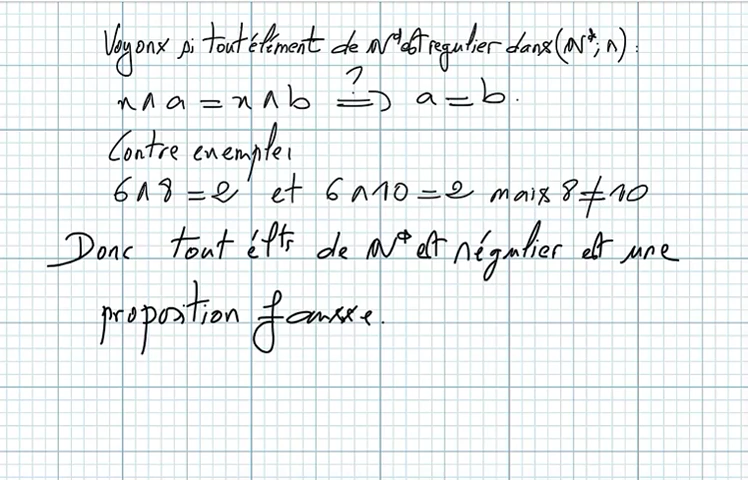 Voyons si tout élément de ℕ* est regulier dans (ℕ*; ∧) :
x ∧ a = x ∧ b ?⟹ a = b.
Contre exemple,
6 ∧ 8 = 2 et 6 ∧ 10 = 2 mais 8 ≠ 10
Donc tout élts de ℕ* est régulier est une
proposition fausse.